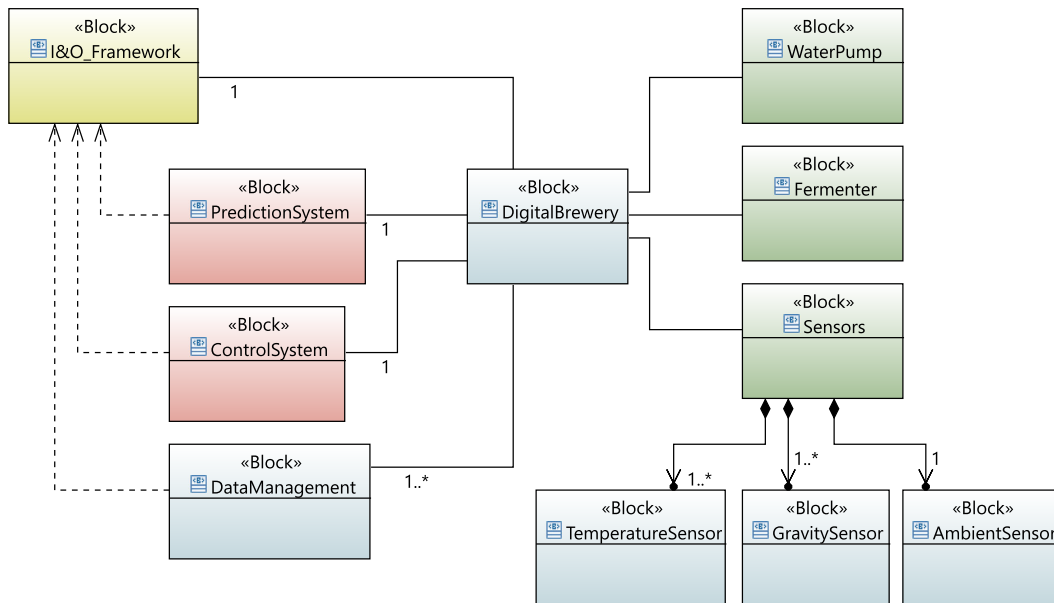 «Block»
I&O_Framework
«Block»
WaterPump
1
«Block»
PredictionSystem
1
«Block»
DigitalBrewery
«Block»
Fermenter
«Block»
ControlSystem
1
«Block»
Sensors
«Block»
DataManagement
1..*
1..*
1..*
1
«Block»
TemperatureSensor
«Block»
GravitySensor
«Block»
AmbientSensor